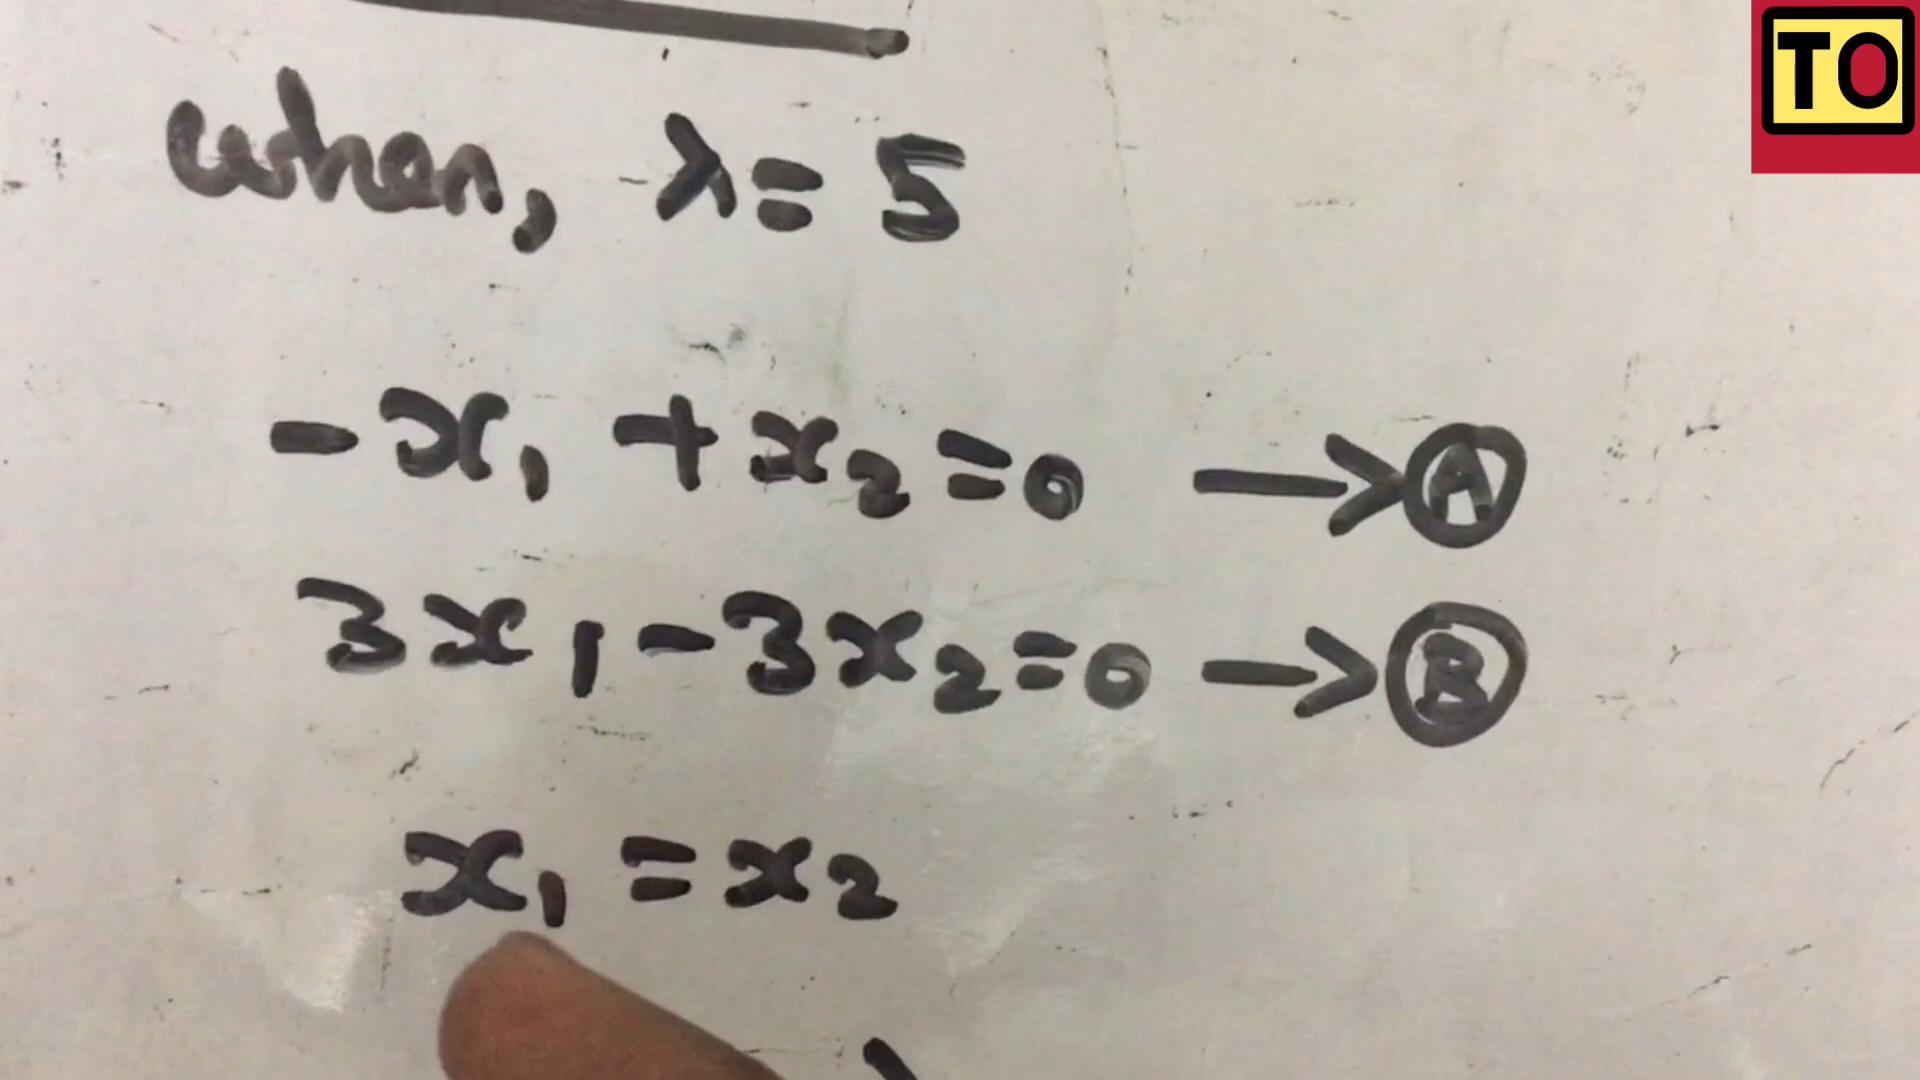 TO
when, λ = 5
-x₁ + x₂ = 0 → Ⓐ
3x₁ - 3x₂ = 0 → Ⓑ
x₁ = x₂